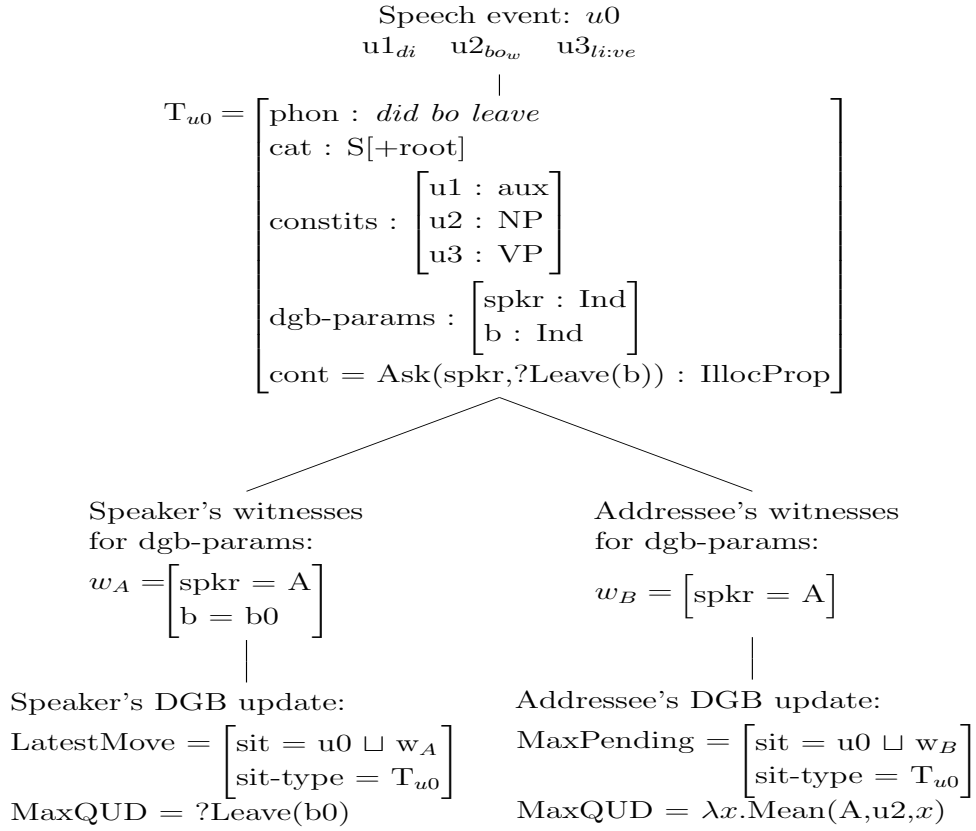 Speech event: u0
u1di u2bow u3li:ve
Tu0 = [phon : did bo leave
cat : S[+root]
constits : [u1 : aux
u2 : NP
u3 : VP]
dgb-params : [spkr : Ind
b : Ind]
cont = Ask(spkr,?Leave(b)) : IllocProp]
Speaker's witnesses
for dgb-params:
wA = [spkr = A
b = b0]
Speaker's DGB update:
LatestMove = [sit = u0 ⊔ wA
sit-type = Tu0]
MaxQUD = ?Leave(b0)
Addressee's witnesses
for dgb-params:
wB = [spkr = A]
Addressee's DGB update:
MaxPending = [sit = u0 ⊔ wB
sit-type = Tu0]
MaxQUD = λx.Mean(A,u2,x)